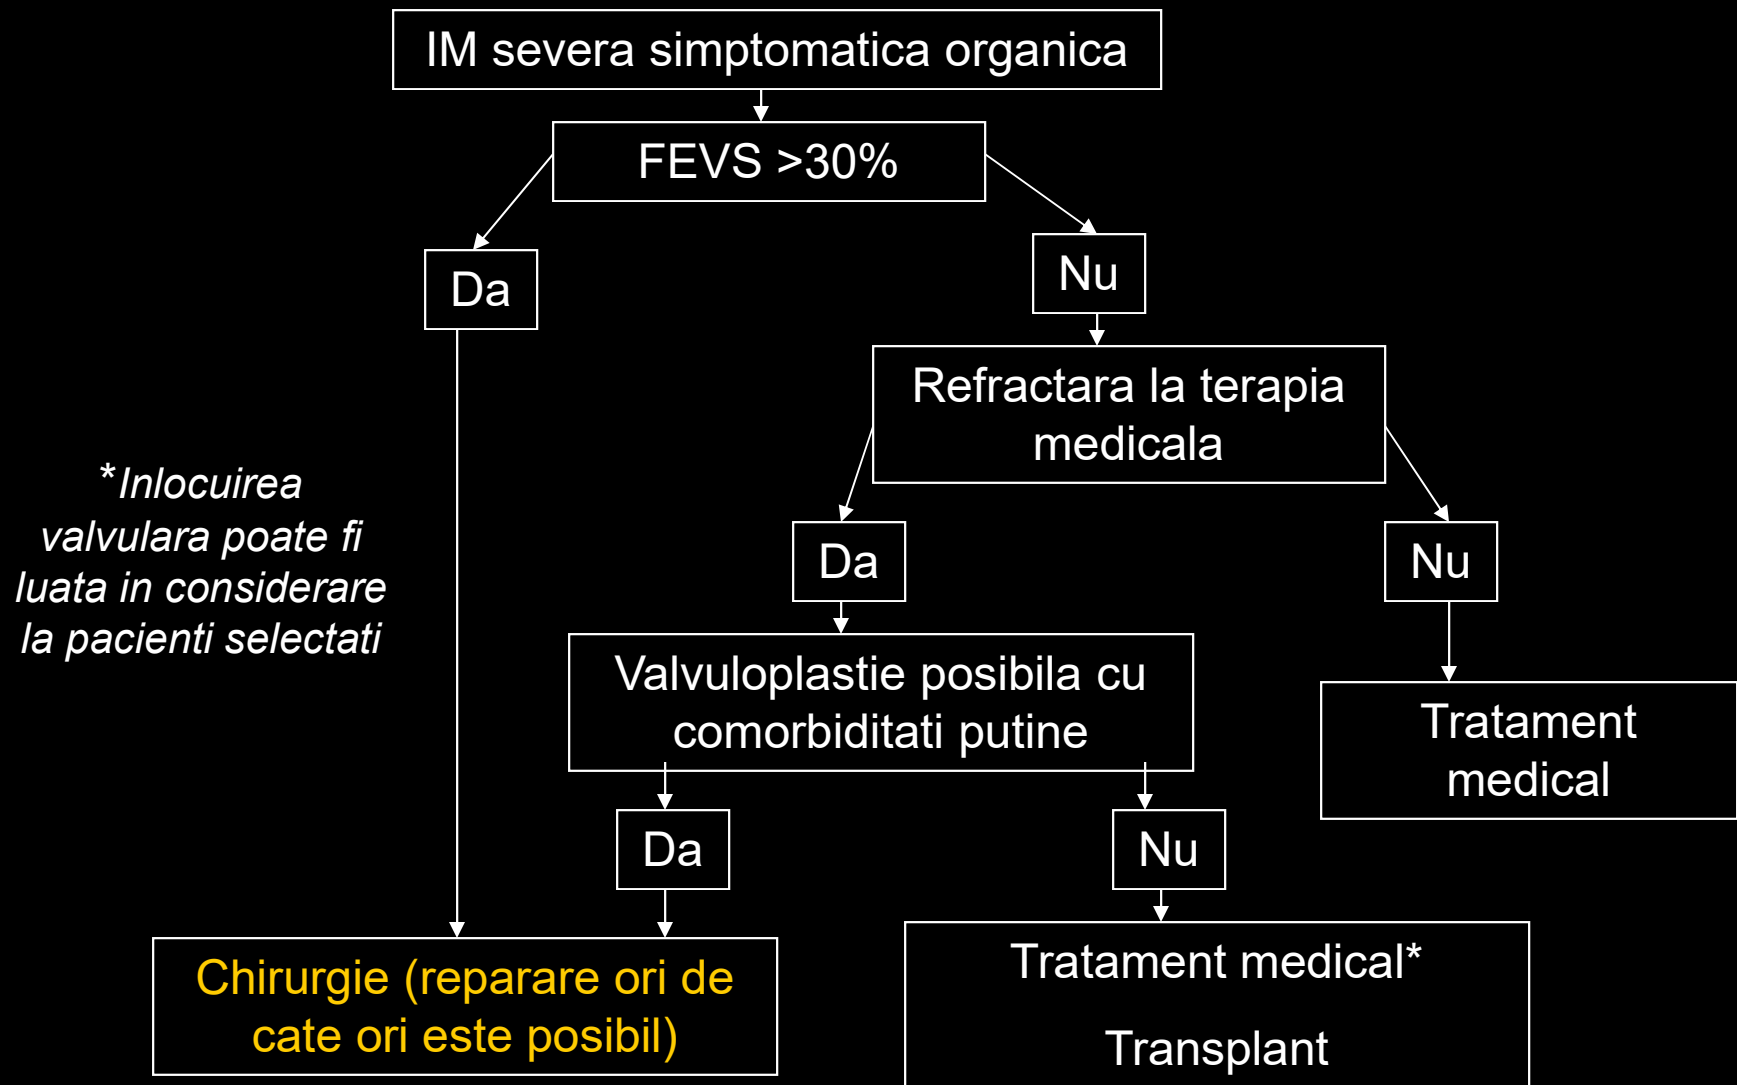 IM severa simptomatica organica
FEVS >30%
Da
Nu
Refractara la terapia
medicala
*Inlocuirea
valvulara poate fi
luata in considerare
la pacienti selectati
Da
Nu
Valvuloplastie posibila cu
comorbiditati putine
Tratament
medical
Da
Nu
Chirurgie (reparare ori de
cate ori este posibil)
Tratament medical*
Transplant